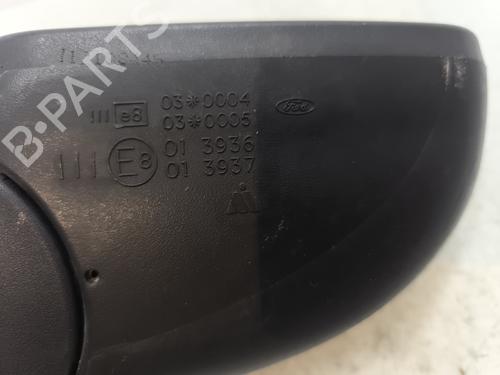 B-PARTS
III e8 03*0004
03*0005
Ford
III E8 01 3936
01 3937